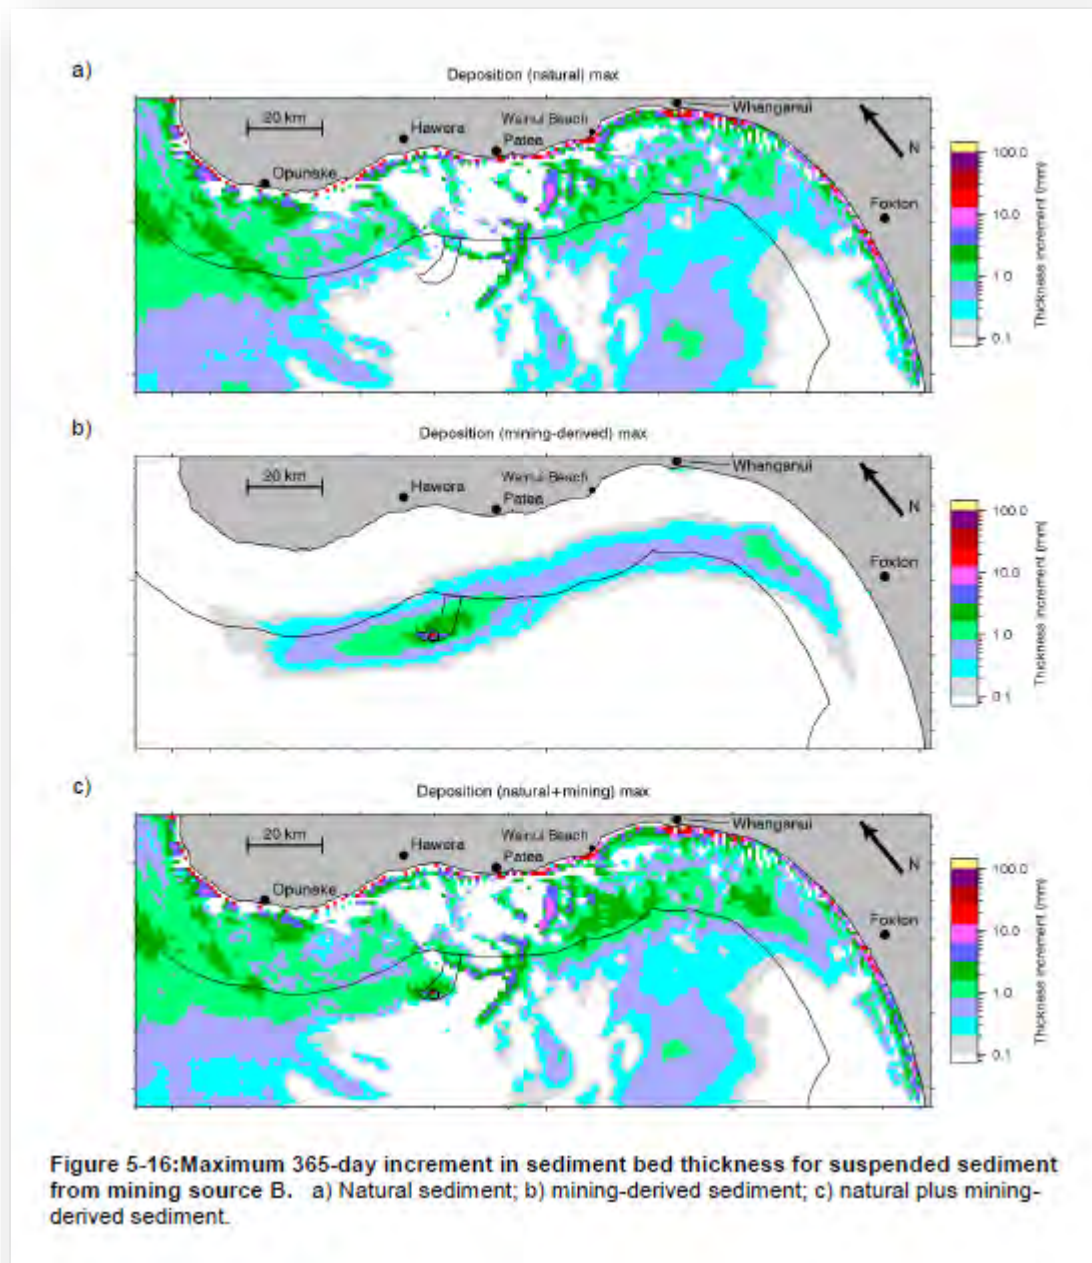 a)
Deposition (natural) max
20 km
Hawera
Wainui Beach
Patea
Whanganui
N
Opunake
Foxton
100.0
10.0
1.0
0.1
Thickness increment (mm)
b)
Deposition (mining-derived) max
20 km
Hawera
Wainui Beach
Patea
Whanganui
N
Foxton
100.0
10.0
1.0
0.1
Thickness increment (mm)
c)
Deposition (natural+mining) max
20 km
Hawera
Wainui Beach
Patea
Whanganui
N
Opunake
Foxton
100.0
10.0
1.0
0.1
Thickness increment (mm)
Figure 5-16:Maximum 365-day increment in sediment bed thickness for suspended sediment
from mining source B. a) Natural sediment; b) mining-derived sediment; c) natural plus mining-
derived sediment.